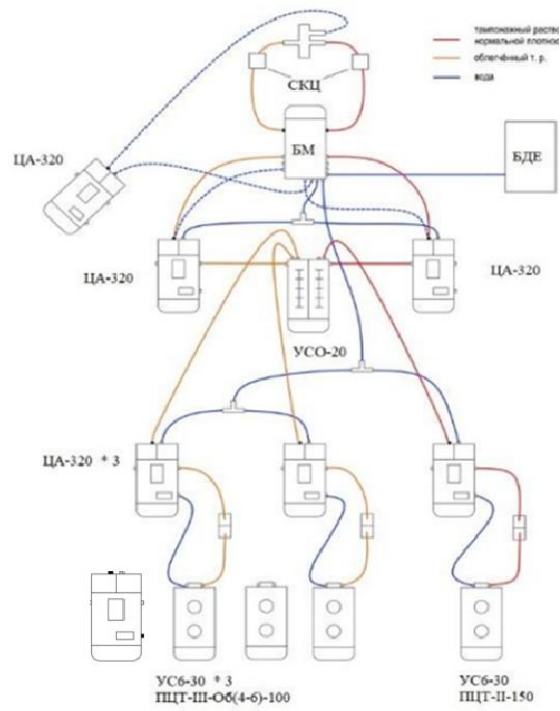 тампонажный раство
нормальной плотнос
облегчённый т. р.
вода
СКЦ
БМ
БДЕ
ЦА-320
ЦА-320
ЦА-320
УСО-20
ЦА-320 * 3
УС6-30 * 3
ПЦТ-III-Об(4-6)-100
УС6-30
ПЦТ-II-150